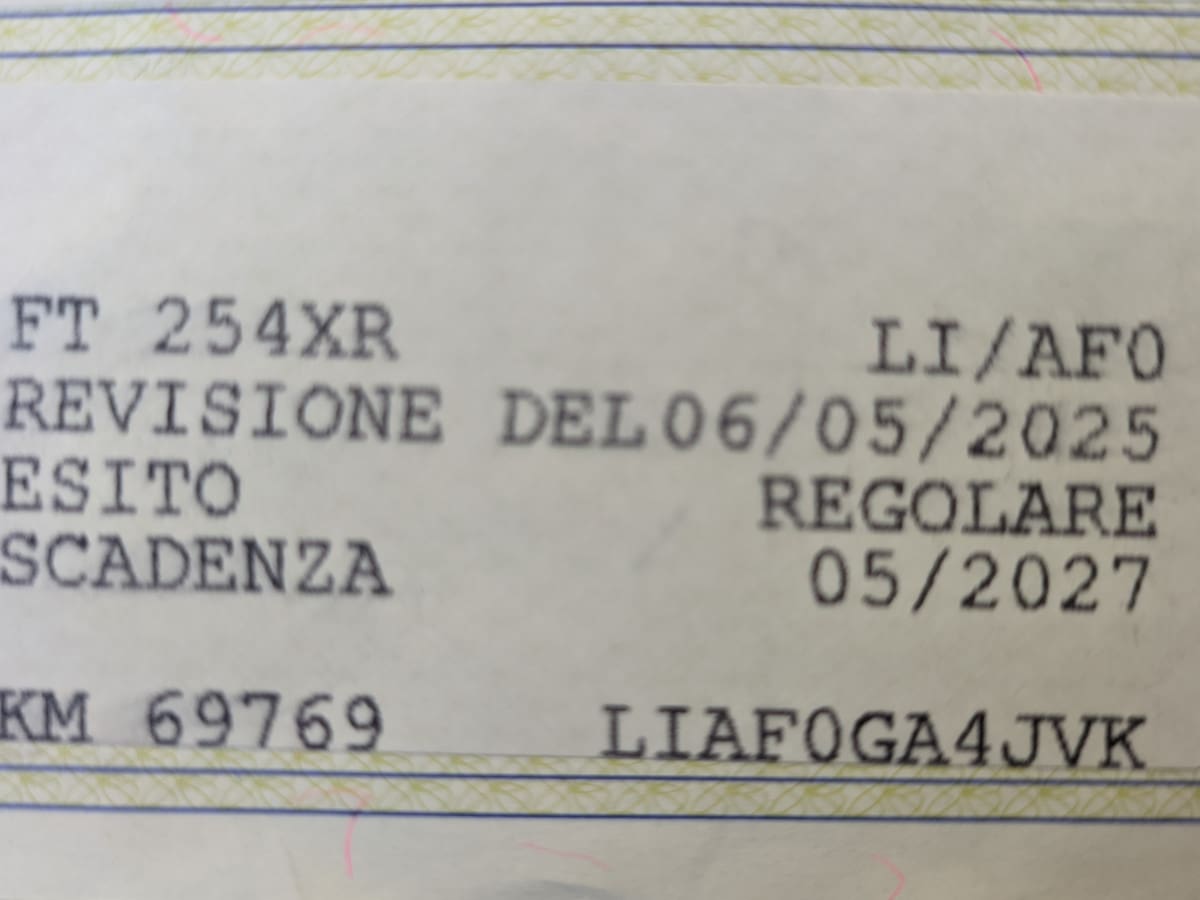 FT 254XR LI/AF0
REVISIONE DEL06/05/2025
ESITO REGOLARE
SCADENZA 05/2027
KM 69769 LIAF0GA4JVK